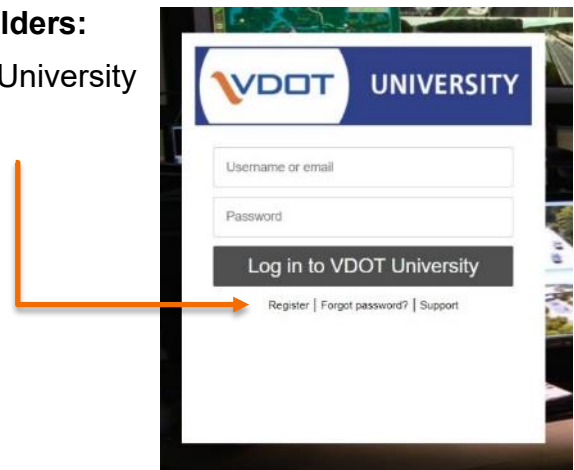 lders:
University
VDOT UNIVERSITY
Username or email
Password
Log in to VDOT University
Register | Forgot password? | Support